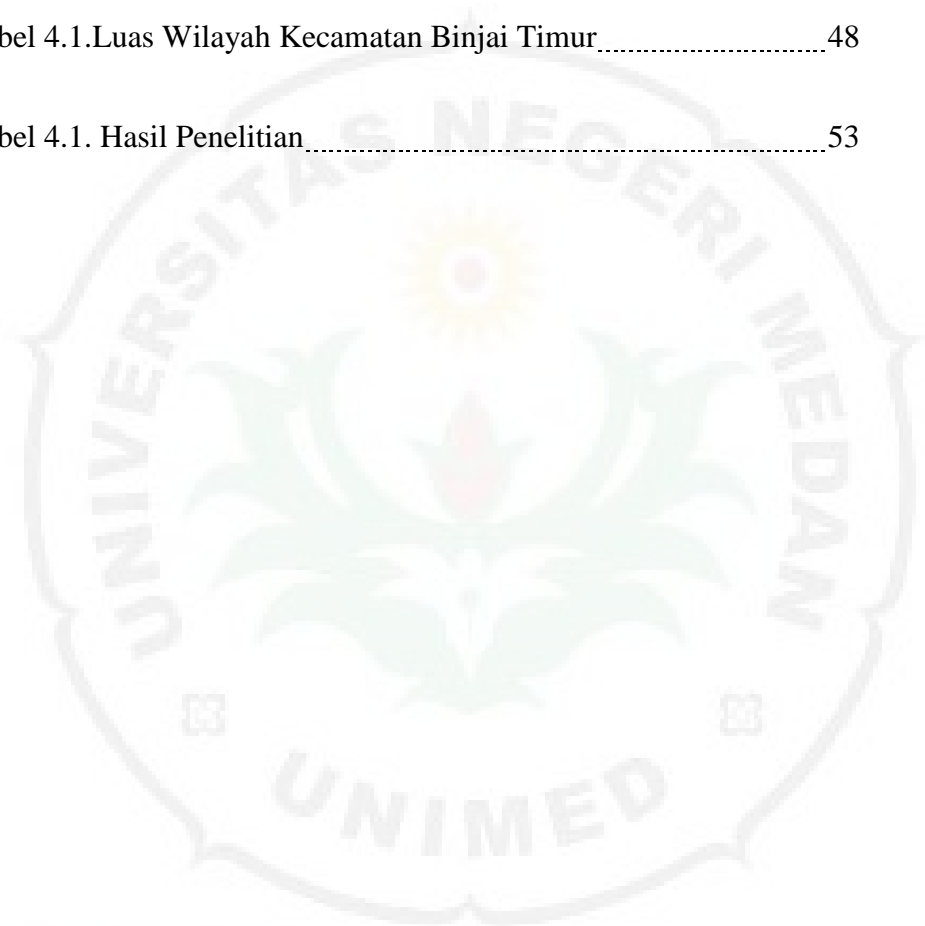 bel 4.1.Luas Wilayah Kecamatan Binjai Timur........................48
bel 4.1. Hasil Penelitian........................53
UNIVERSITAS NEGERI MEDAN
UNIMED